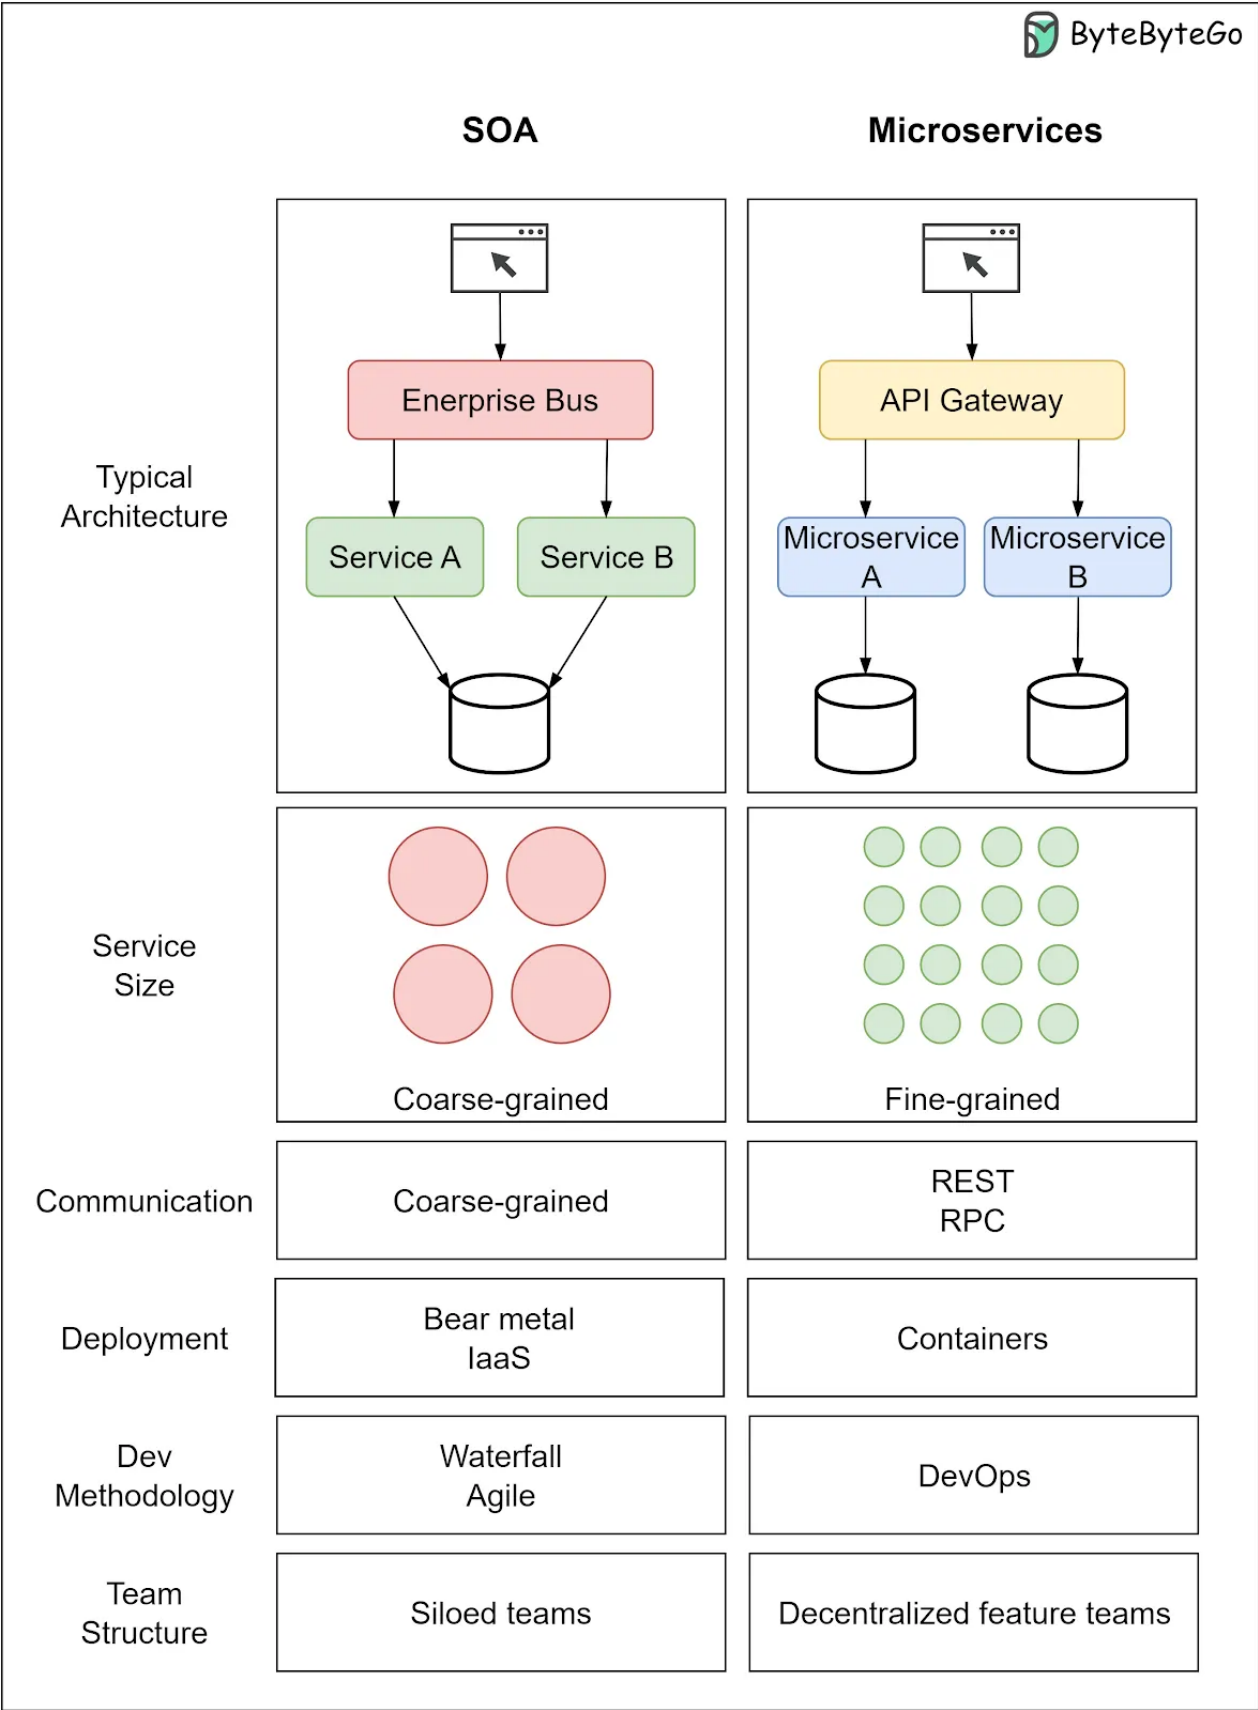 ByteByteGo
SOA
Microservices
Typical
Architecture
Enerprise Bus
Service A
Service B
API Gateway
Microservice
A
Microservice
B
Service
Size
Coarse-grained
Fine-grained
Communication
Coarse-grained
REST
RPC
Deployment
Bear metal
IaaS
Containers
Dev
Methodology
Waterfall
Agile
DevOps
Team
Structure
Siloed teams
Decentralized feature teams